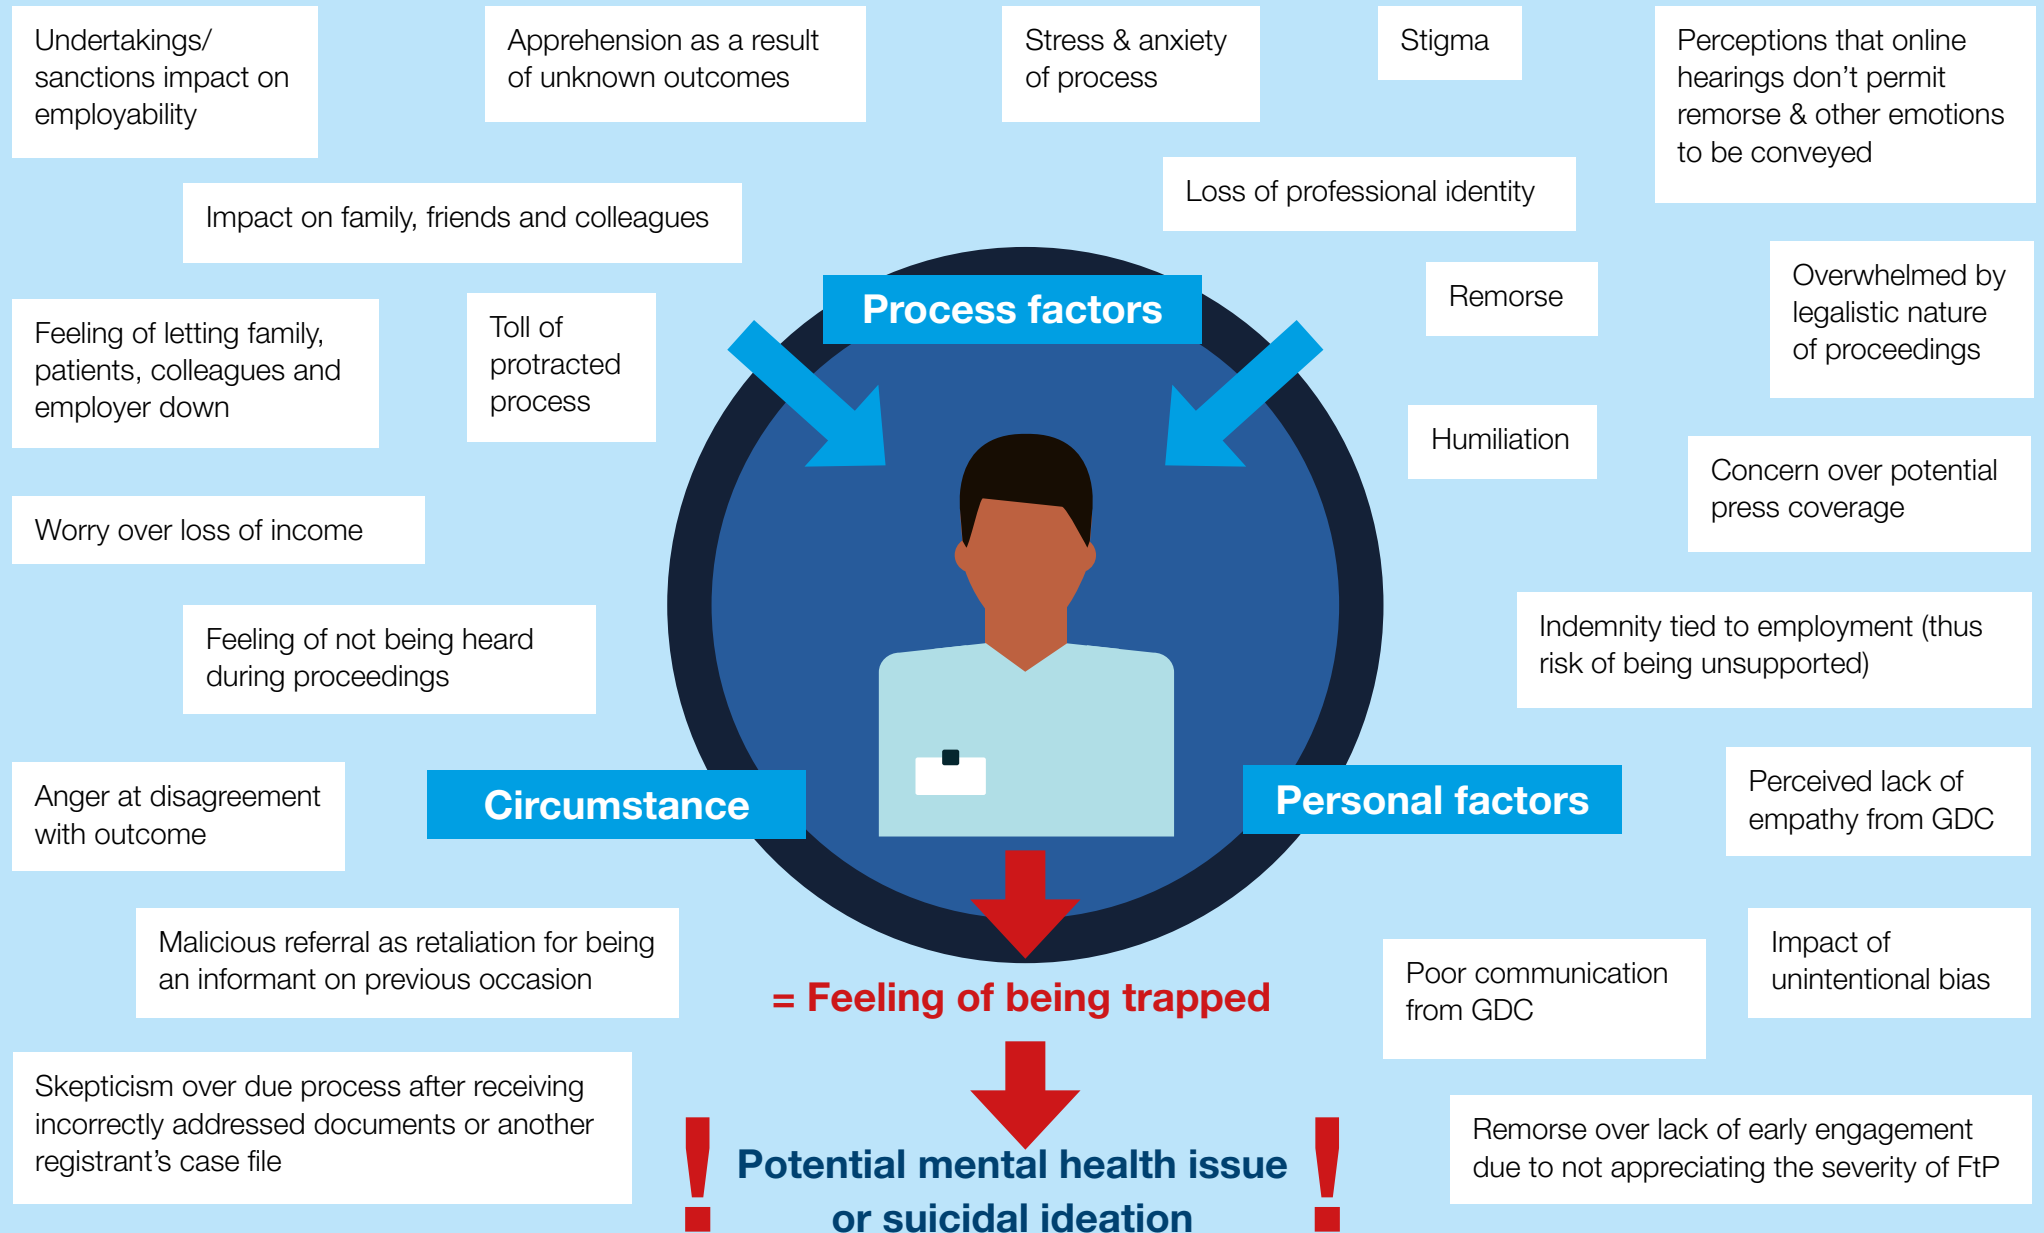 Undertakings/
sanctions impact on
employability
Apprehension as a result
of unknown outcomes
Stress & anxiety
of process
Stigma
Perceptions that online
hearings don’t permit
remorse & other emotions
to be conveyed
Impact on family, friends and colleagues
Loss of professional identity
Process factors
Feeling of letting family,
patients, colleagues and
employer down
Toll of
protracted
process
Remorse
Overwhelmed by
legalistic nature
of proceedings
Humiliation
Concern over potential
press coverage
Worry over loss of income
Feeling of not being heard
during proceedings
Indemnity tied to employment (thus
risk of being unsupported)
Anger at disagreement
with outcome
Circumstance
Personal factors
Perceived lack of
empathy from GDC
Malicious referral as retaliation for being
an informant on previous occasion
= Feeling of being trapped
Poor communication
from GDC
Impact of
unintentional bias
Skepticism over due process after receiving
incorrectly addressed documents or another
registrant’s case file
! Potential mental health issue !
or suicidal ideation
Remorse over lack of early engagement
due to not appreciating the severity of FtP